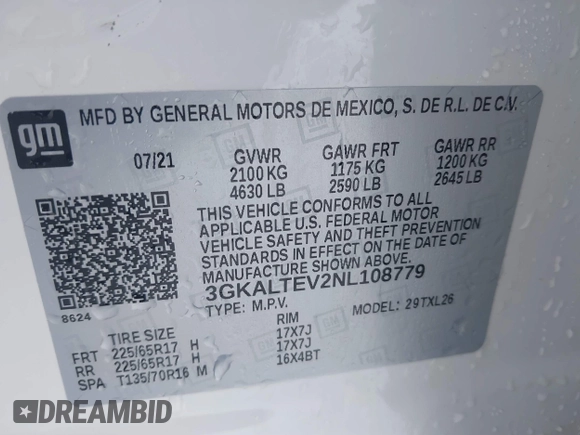 gm
MFD BY GENERAL MOTORS DE MEXICO, S. DE R.L. DE C.V.
07/21 GVWR GAWR FRT GAWR RR
2100 KG 1175 KG 1200 KG
4630 LB 2590 LB 2645 LB
THIS VEHICLE CONFORMS TO ALL
APPLICABLE U.S. FEDERAL MOTOR
VEHICLE SAFETY AND THEFT PREVENTION
STANDARDS IN EFFECT ON THE DATE OF
MANUFACTURE SHOWN ABOVE.
3GKALTEV2NL108779
8624
TYPE: M.P.V. MODEL: 29TXL26
TIRE SIZE RIM
FRT 225/65R17 H 17X7J
RR 225/65R17 H 17X7J
SPA T135/70R16 M 16X4BT
DREAMBID